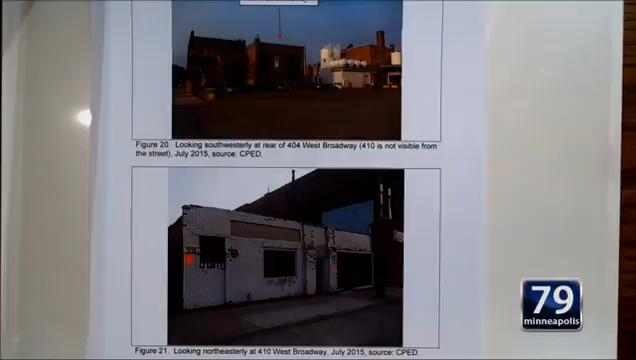 Figure 20. Looking southwesterly at rear of 404 West Broadway (410 is not visible from
the street), July 2015, source: CPED.
Figure 21. Looking northeasterly at 410 West Broadway, July 2015, source: CPED.
79
minneapolis